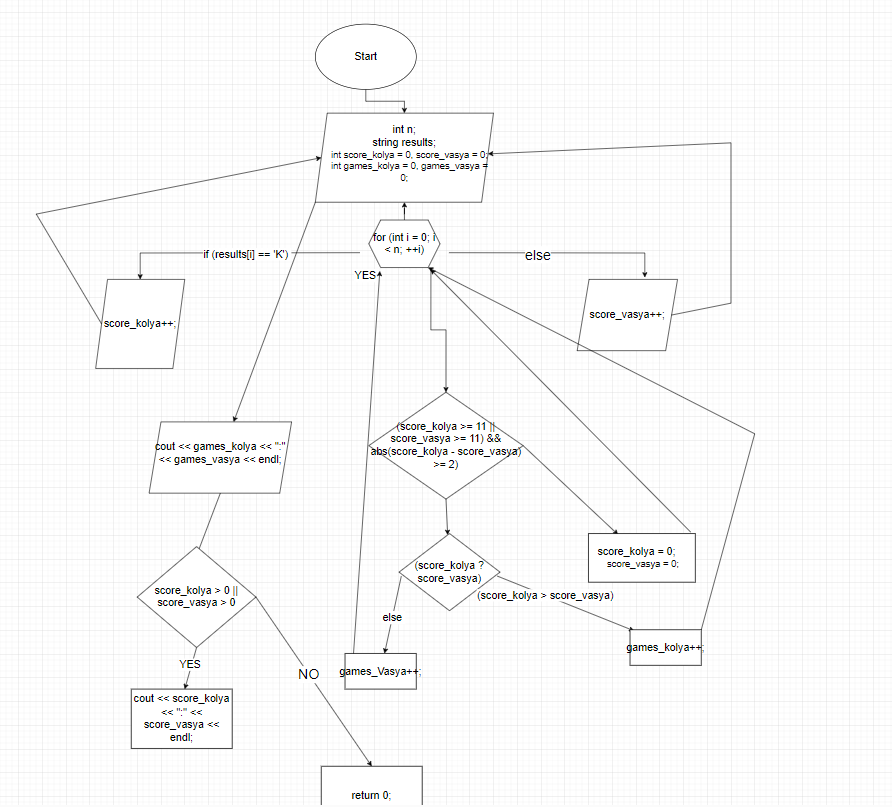 Start
int n;
string results;
int score_kolya = 0, score_vasya = 0;
int games_kolya = 0, games_vasya =
0;
for (int i = 0; i
< n; ++i)
if (results[i] == 'K')
else
YES
score_kolya++;
score_vasya++;
(score_kolya >= 11 ||
score_vasya >= 11) &&
abs(score_kolya - score_vasya)
>= 2)
cout << games_kolya << ":"
<< games_vasya << endl;
score_kolya = 0;
score_vasya = 0;
(score_kolya ?
score_vasya)
score_kolya > 0 ||
score_vasya > 0
(score_kolya > score_vasya)
else
games_kolya++;
YES
NO
games_Vasya++;
cout << score_kolya
<< ":" <<
score_vasya <<
endl;
return 0;